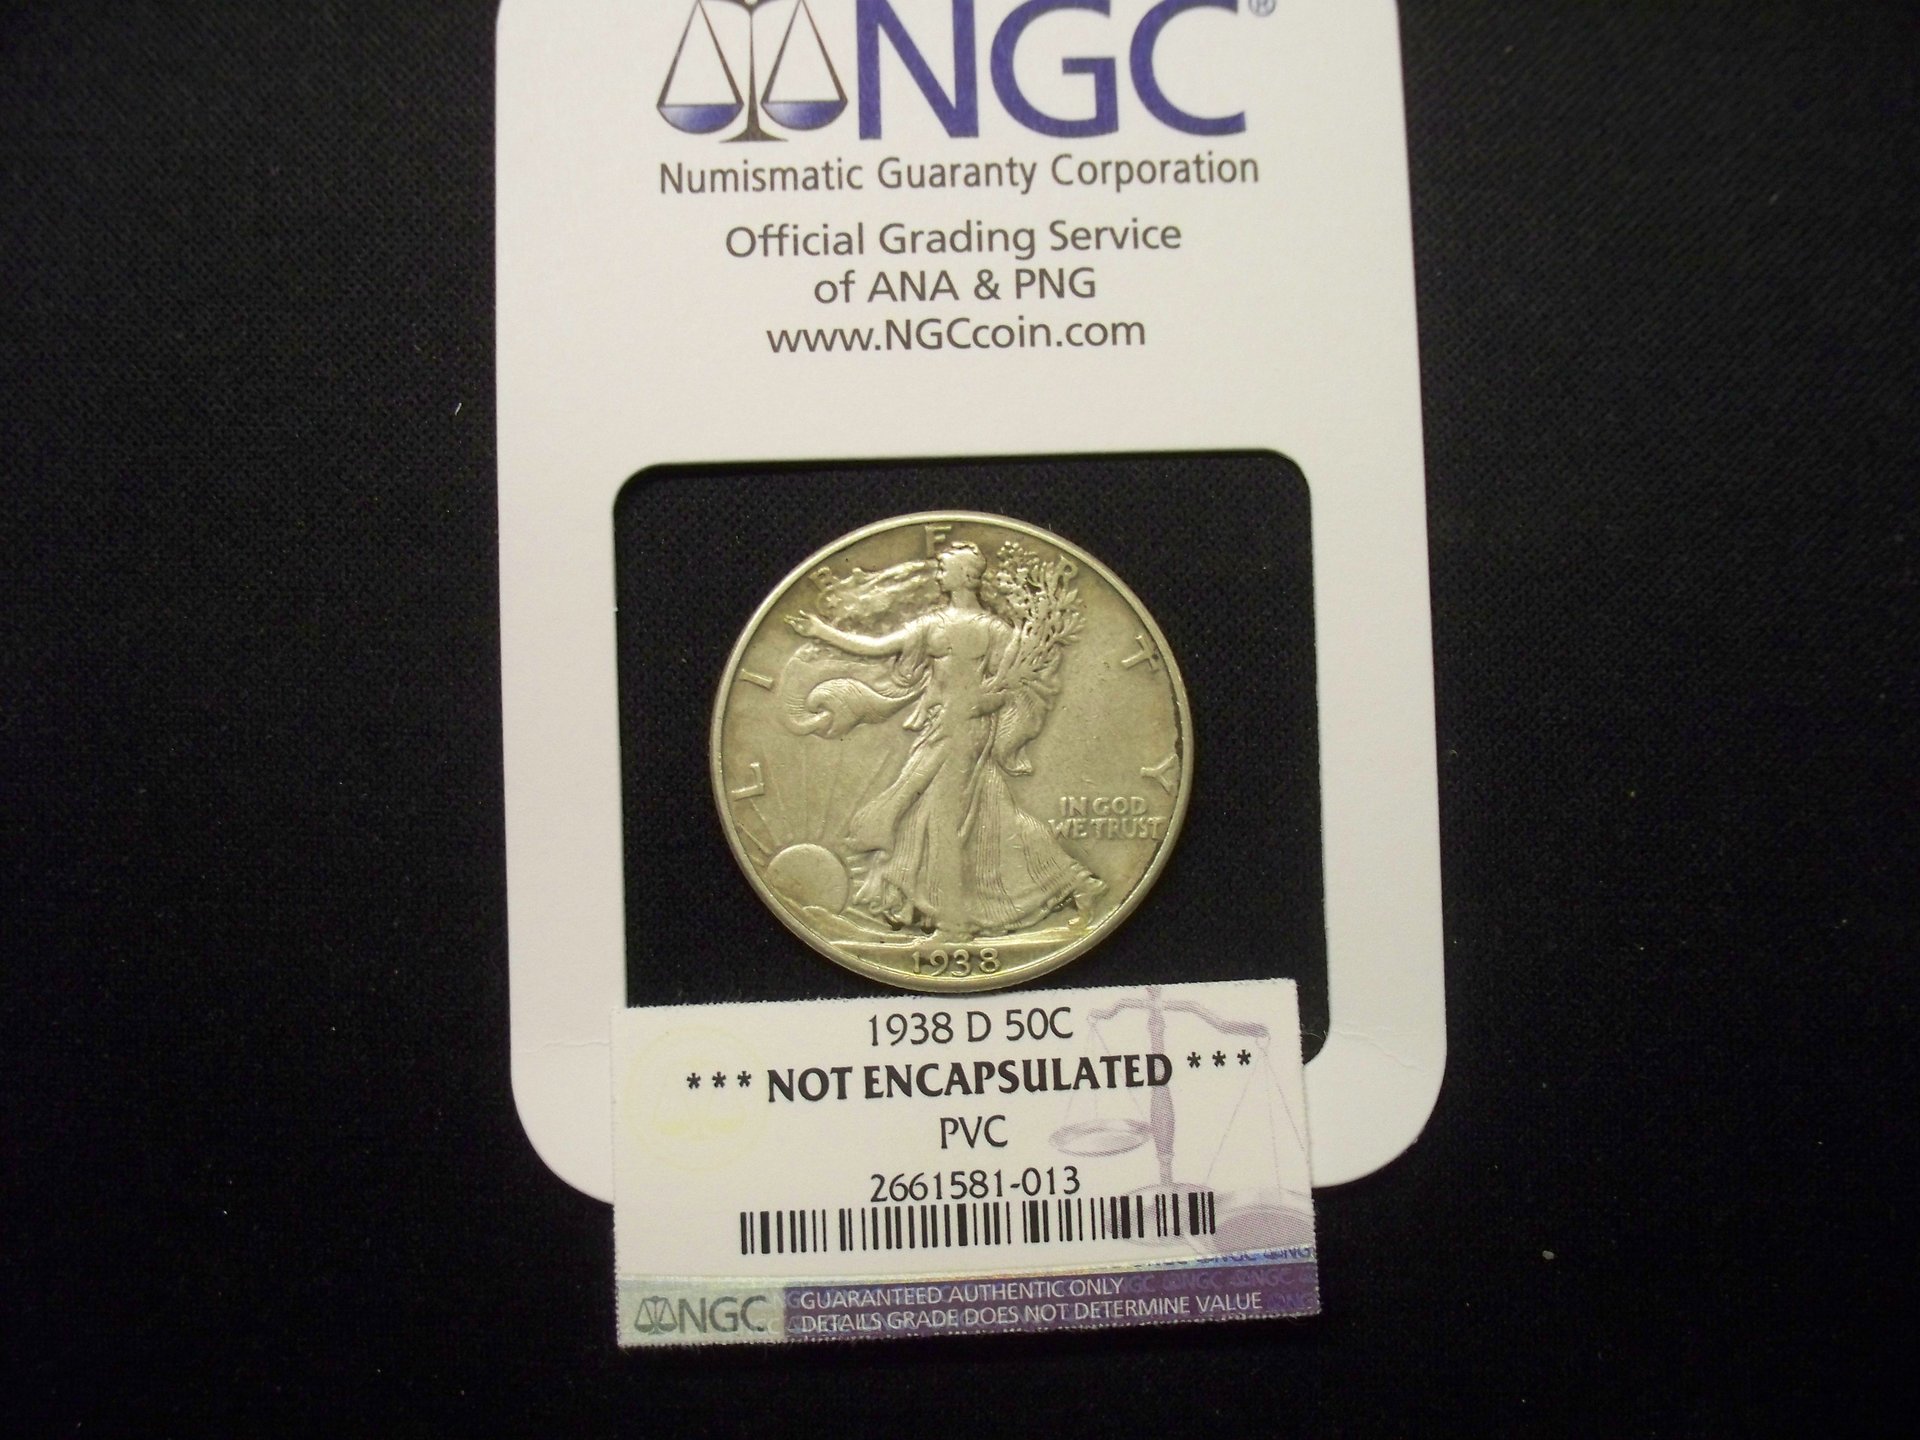 NGC®
Numismatic Guaranty Corporation
Official Grading Service
of ANA & PNG
www.NGCcoin.com
LIBERTY
IN GOD
WE TRUST
1938
1938 D 50C
*** NOT ENCAPSULATED ***
PVC
2661581-013
NGC
GUARANTEED AUTHENTIC ONLY
DETAILS GRADE DOES NOT DETERMINE VALUE